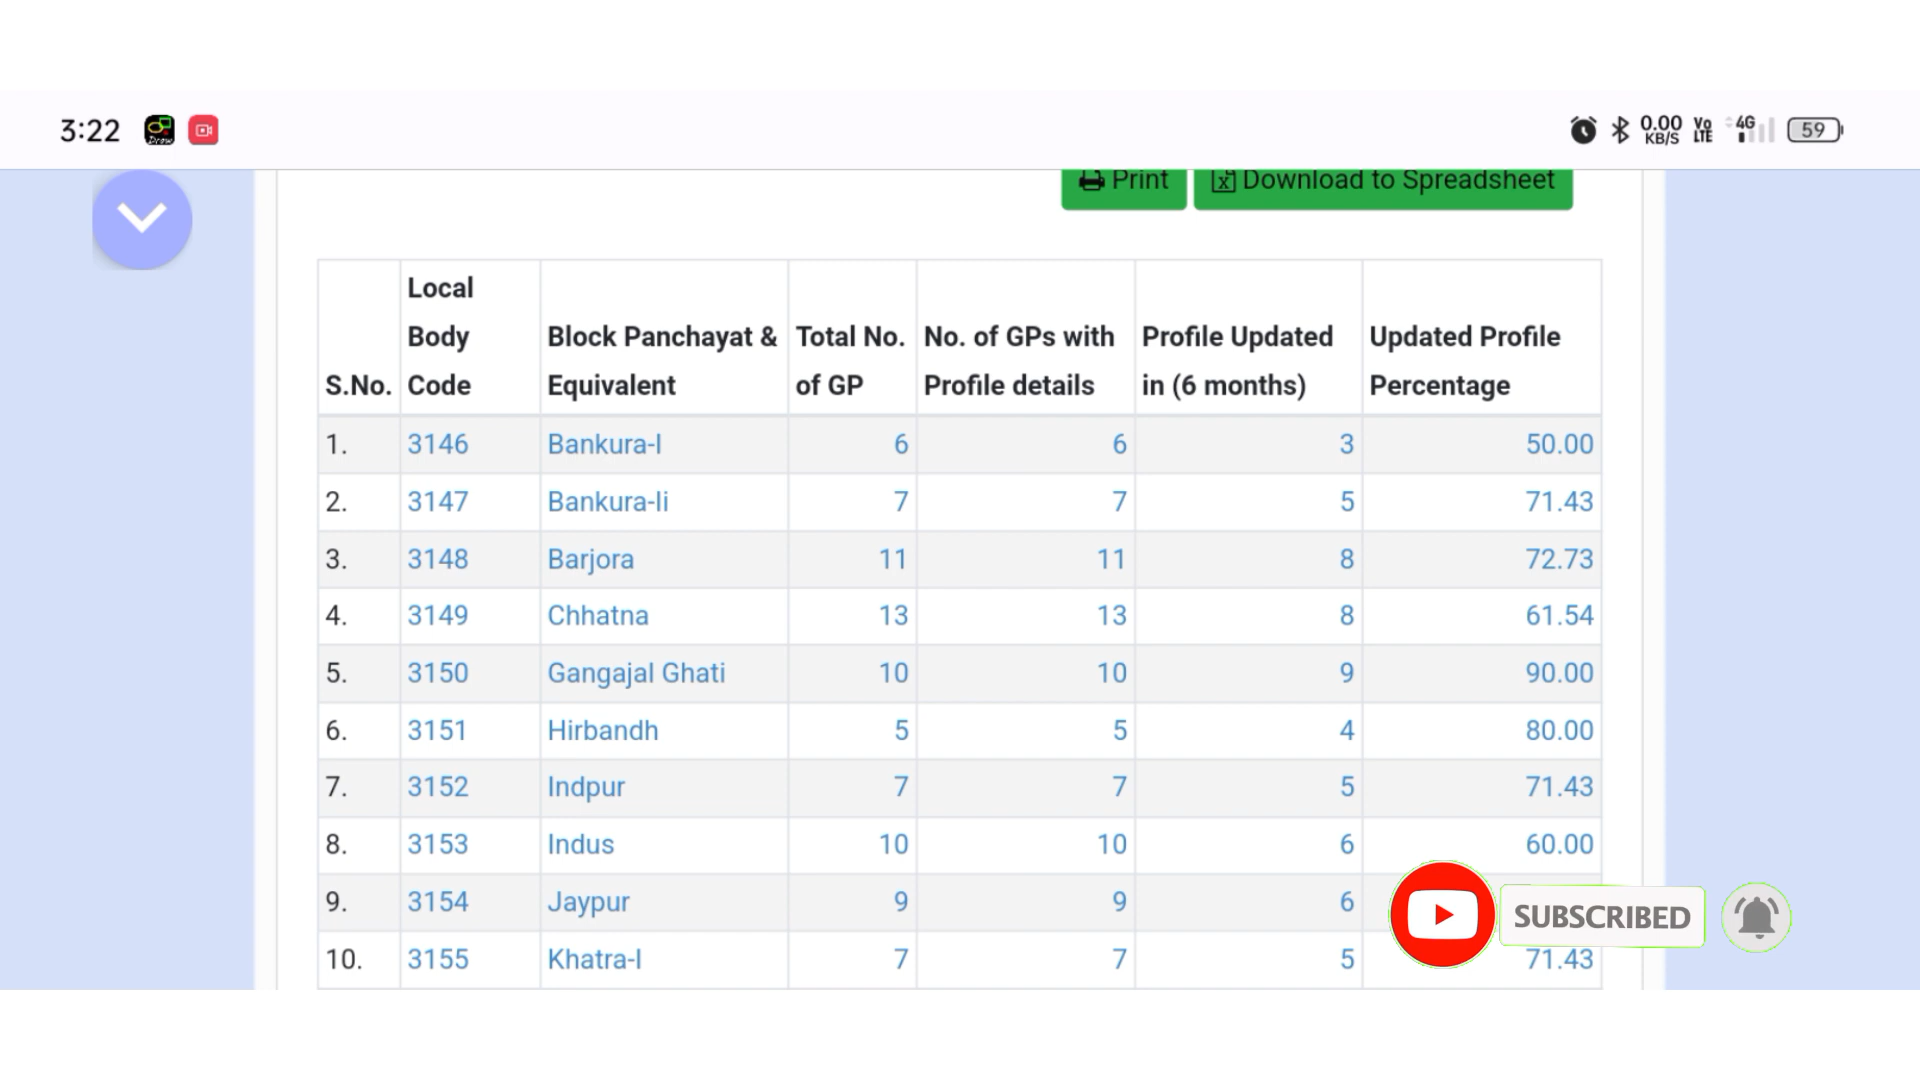 3:22 Draw 0.00 KB/S Vo LTE 4G 59
Print Download to Spreadsheet
S.No. Local Body Code Block Panchayat & Equivalent Total No. of GP No. of GPs with Profile details Profile Updated in (6 months) Updated Profile Percentage
1. 3146 Bankura-I 6 6 3 50.00
2. 3147 Bankura-Ii 7 7 5 71.43
3. 3148 Barjora 11 11 8 72.73
4. 3149 Chhatna 13 13 8 61.54
5. 3150 Gangajal Ghati 10 10 9 90.00
6. 3151 Hirbandh 5 5 4 80.00
7. 3152 Indpur 7 7 5 71.43
8. 3153 Indus 10 10 6 60.00
9. 3154 Jaypur 9 9 6
SUBSCRIBED
10. 3155 Khatra-I 7 7 5 71.43